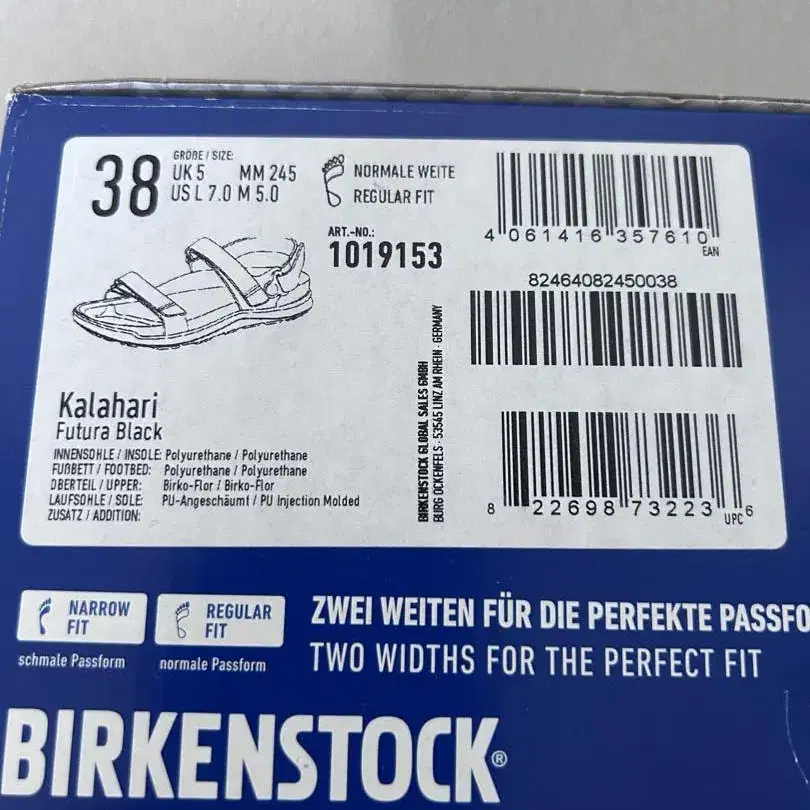 38
GRÖßE / SIZE:
UK 5 MM 245
US L 7.0 M 5.0
NORMALE WEITE
REGULAR FIT
ART.-NO.:
1019153
4 061416 357610
EAN
82464082450038
8 22698 73223 6
UPC
Kalahari
Futura Black
INNENSOHLE / INSOLE: Polyurethane / Polyurethane
FUßBETT / FOOTBED: Polyurethane / Polyurethane
OBERTEIL / UPPER: Birko-Flor / Birko-Flor
LAUFSOHLE / SOLE: PU-Angeschäumt / PU Injection Molded
ZUSATZ / ADDITION:
BIRKENSTOCK GLOBAL SALES GMBH
BURG OCKENFELS · 53545 LINZ AM RHEIN · GERMANY
NARROW
FIT
schmale Passform
REGULAR
FIT
normale Passform
ZWEI WEITEN FÜR DIE PERFEKTE PASSFO
TWO WIDTHS FOR THE PERFECT FIT
BIRKENSTOCK®